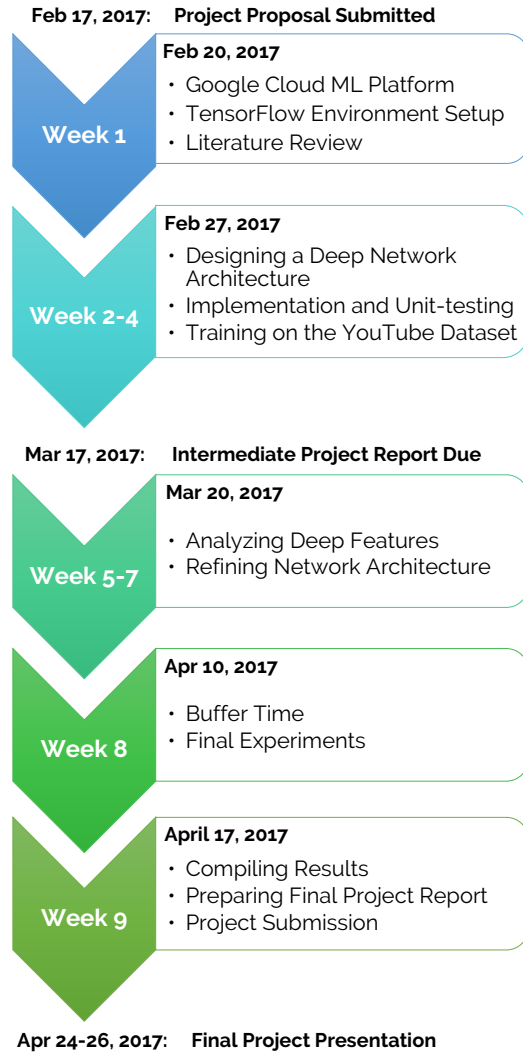 Feb 17, 2017: Project Proposal Submitted
Feb 20, 2017
• Google Cloud ML Platform
• TensorFlow Environment Setup
• Literature Review
Week 1
Feb 27, 2017
• Designing a Deep Network
Architecture
• Implementation and Unit-testing
• Training on the YouTube Dataset
Week 2-4
Mar 17, 2017: Intermediate Project Report Due
Mar 20, 2017
• Analyzing Deep Features
• Refining Network Architecture
Week 5-7
Apr 10, 2017
• Buffer Time
• Final Experiments
Week 8
April 17, 2017
• Compiling Results
• Preparing Final Project Report
• Project Submission
Week 9
Apr 24-26, 2017: Final Project Presentation